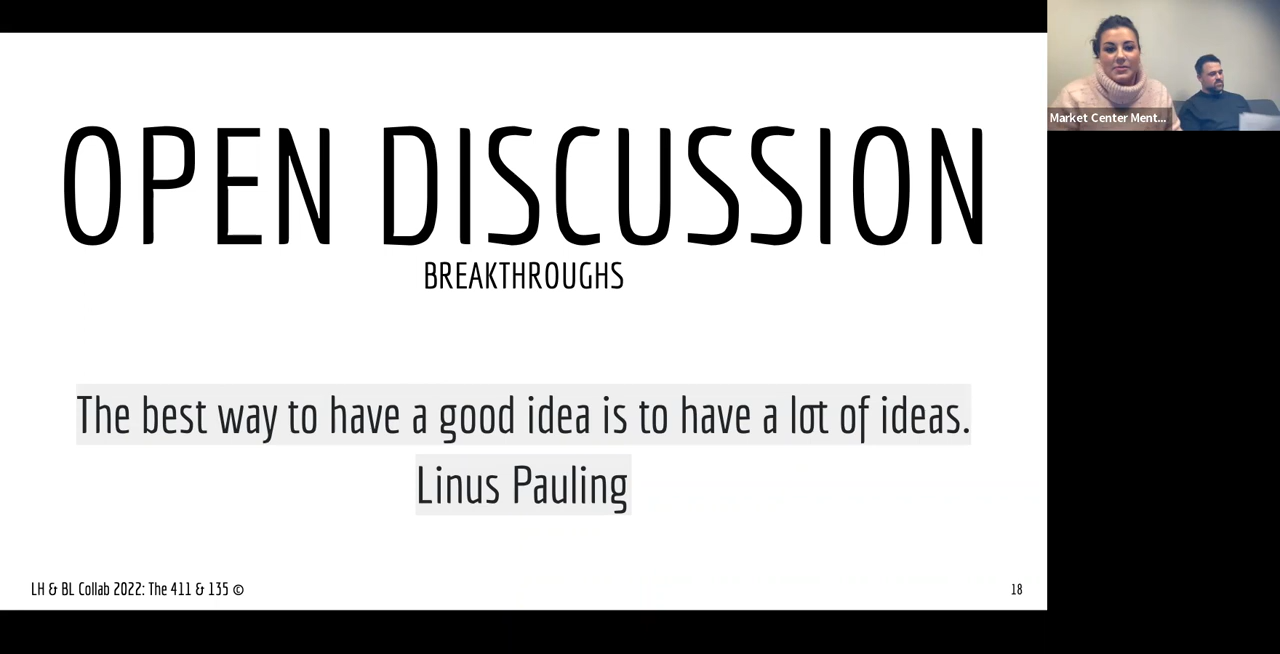 OPEN DISCUSSION
BREAKTHROUGHS
The best way to have a good idea is to have a lot of ideas.
Linus Pauling
LH & BL Collab 2022: The 411 & 135 ©
18
Market Center Ment...